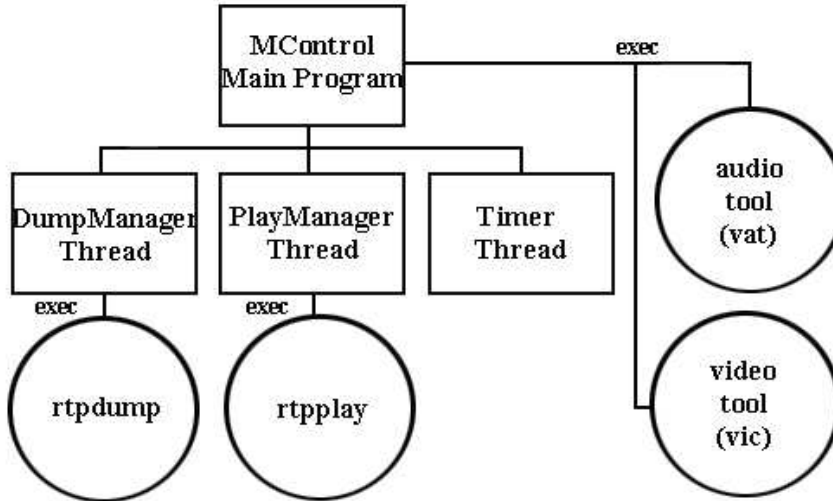 MControl
Main Program
exec
DumpManager
Thread
PlayManager
Thread
Timer
Thread
audio
tool
(vat)
exec
exec
rtpdump
rtpplay
video
tool
(vic)